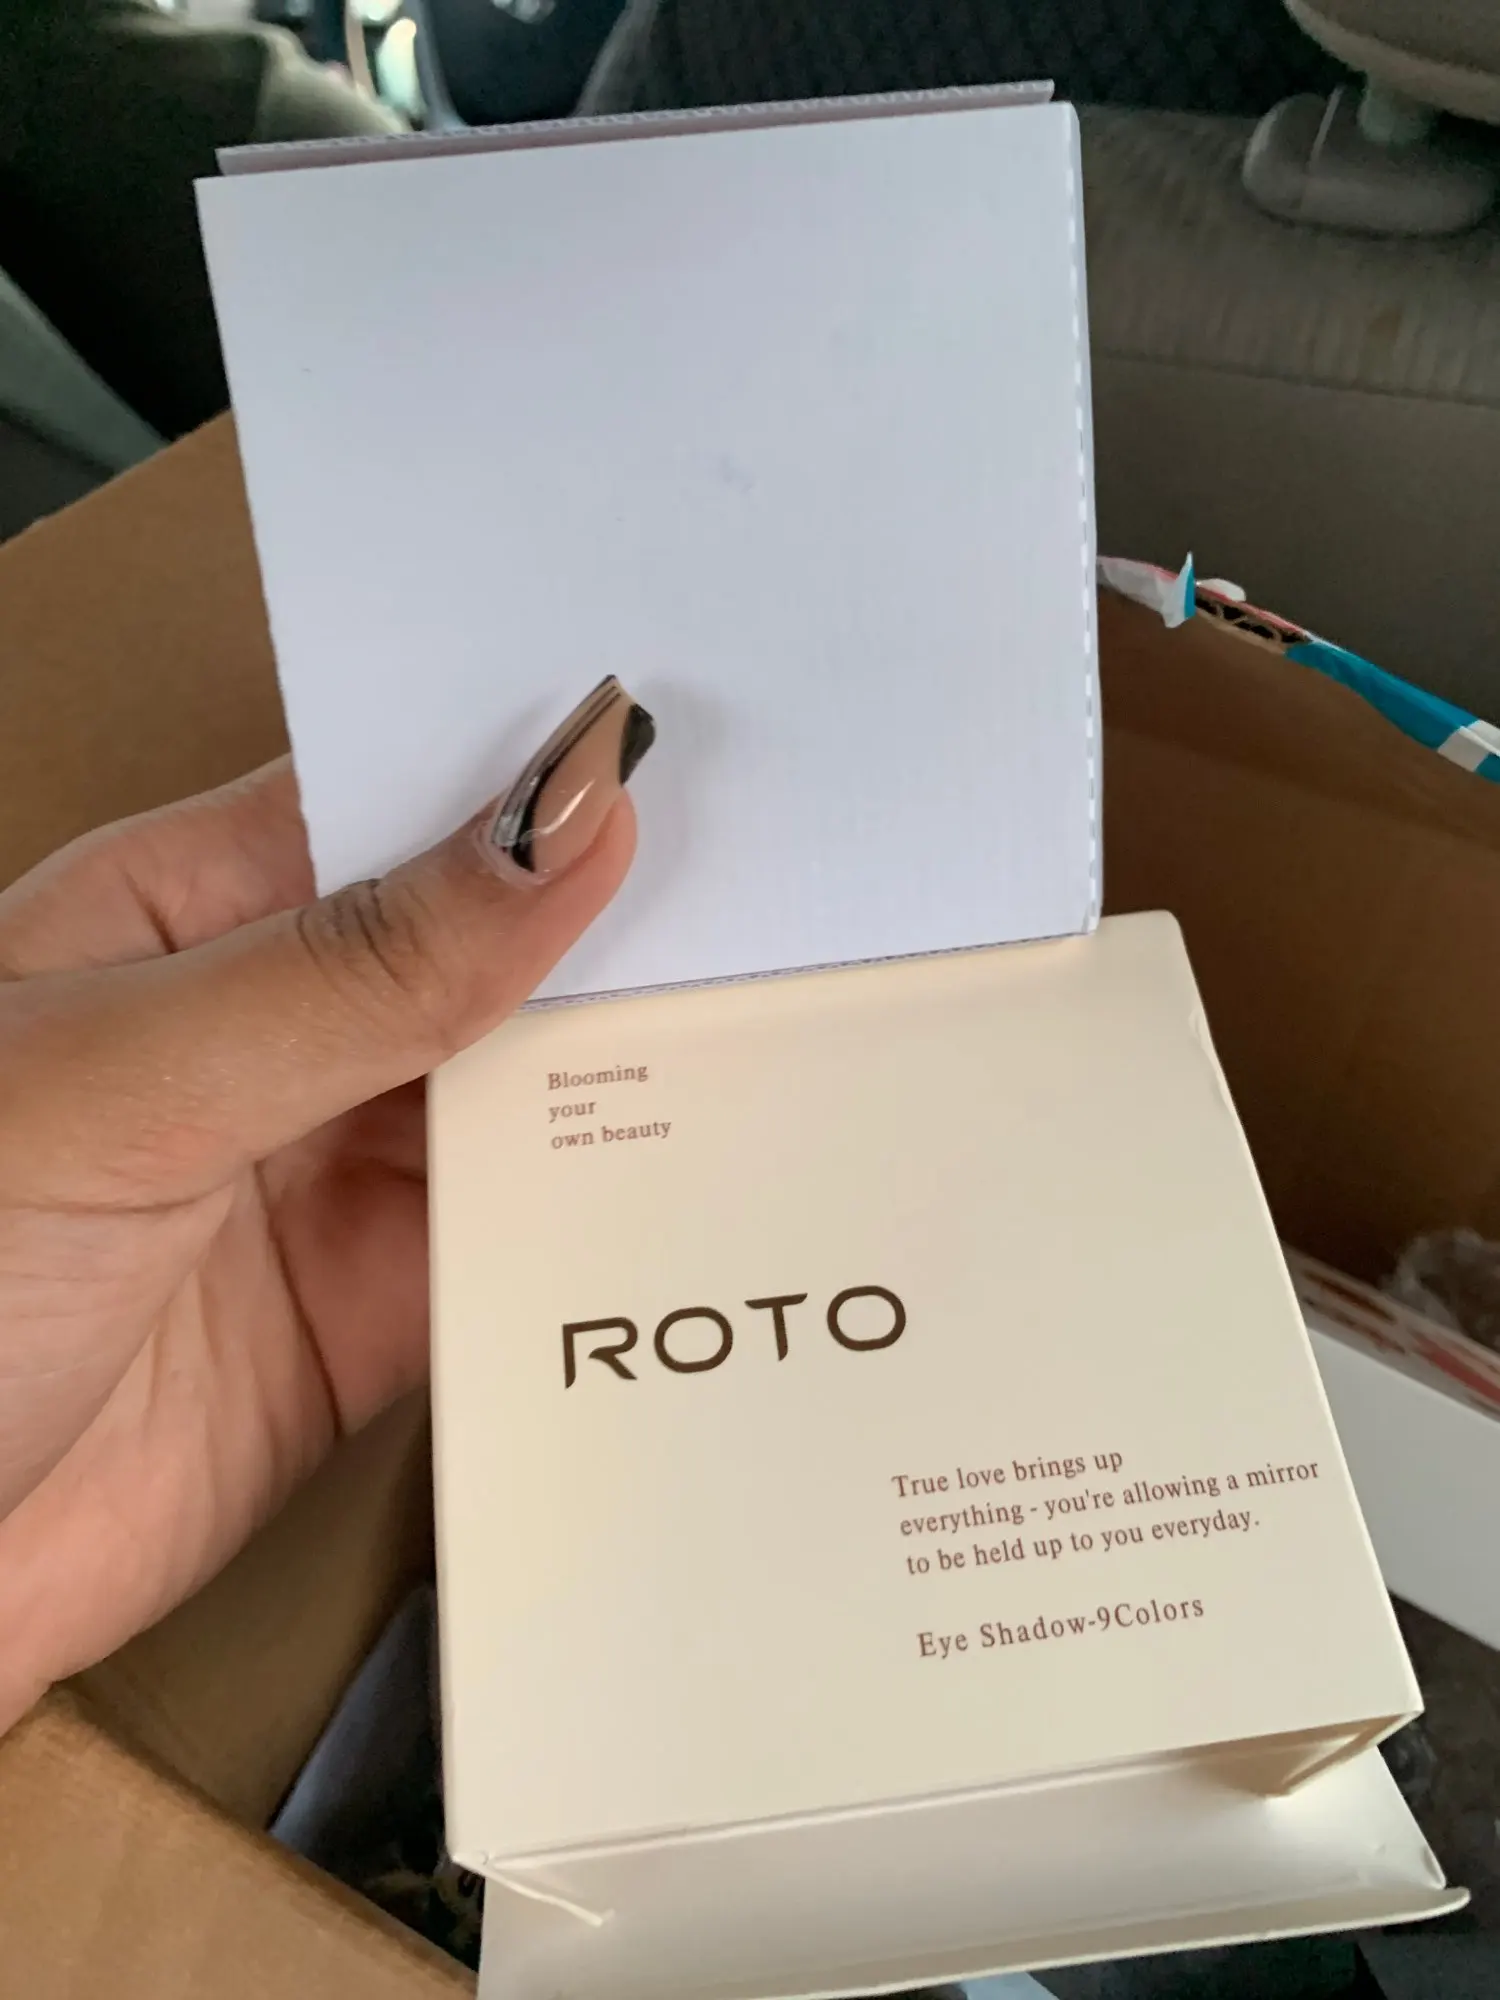 Blooming
your
own beauty
ROTO
True love brings up
everything - you're allowing a mirror
to be held up to you everyday.
Eye Shadow-9Colors